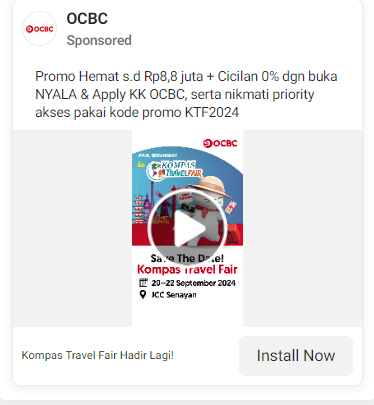 OCBC
OCBC
Sponsored
Promo Hemat s.d Rp8,8 juta + Cicilan 0% dgn buka
NYALA & Apply KK OCBC, serta nikmati priority
akses pakai kode promo KTF2024
OCBC
KOMPAS
TRAVEL FAIR
Save The Date!
Kompas Travel Fair
20-22 September 2024
JCC Senayan
Kompas Travel Fair Hadir Lagi!
Install Now